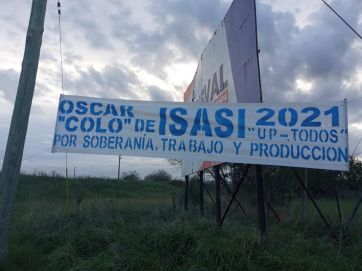 OSCAR "COLO" DE ISASI 2021 "UP-TODOS"
POR SOBERANÍA, TRABAJO Y PRODUCCION